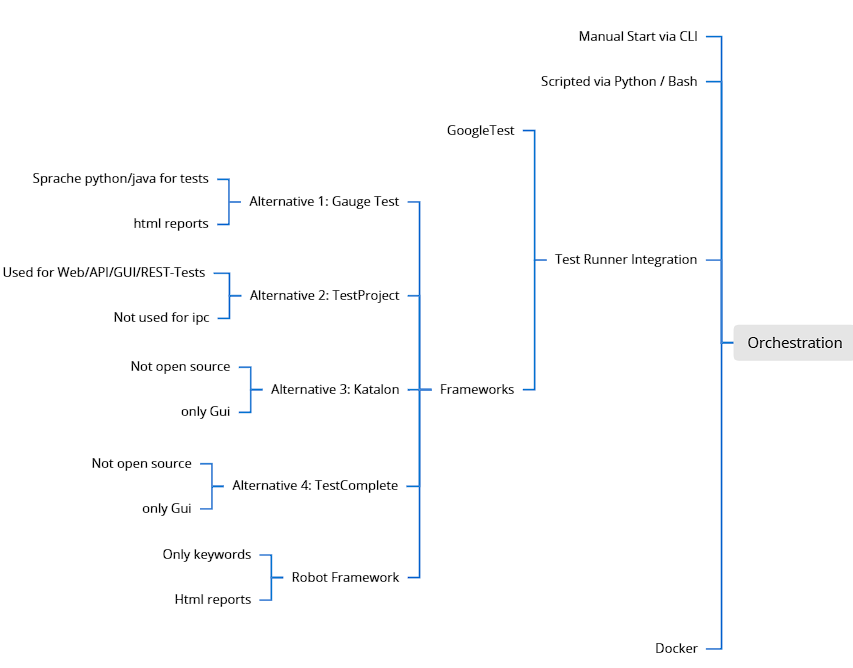 Manual Start via CLI
Scripted via Python / Bash
GoogleTest
Sprache python/java for tests
Alternative 1: Gauge Test
html reports
Test Runner Integration
Used for Web/API/GUI/REST-Tests
Alternative 2: TestProject
Not used for ipc
Orchestration
Not open source
Alternative 3: Katalon
Frameworks
only Gui
Not open source
Alternative 4: TestComplete
only Gui
Only keywords
Robot Framework
Html reports
Docker